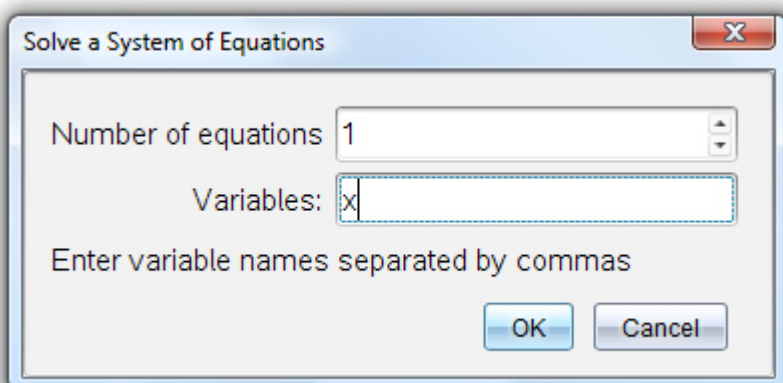 Solve a System of Equations
Number of equations 1
Variables: x
Enter variable names separated by commas
OK Cancel